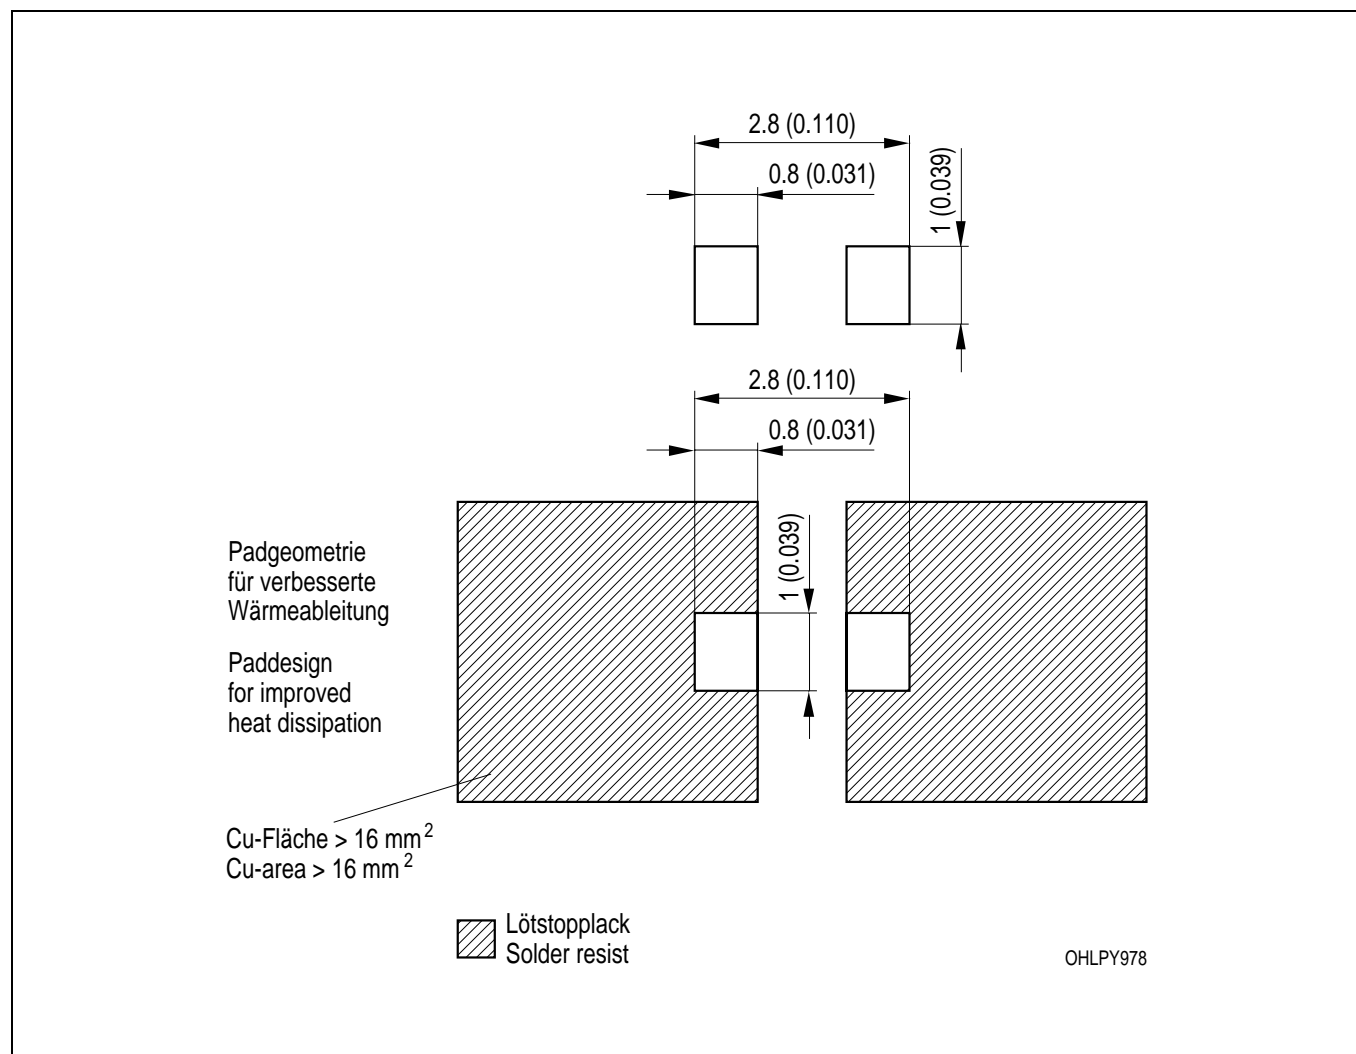 2.8 (0.110)
0.8 (0.031)
1 (0.039)
2.8 (0.110)
0.8 (0.031)
1 (0.039)
Padgeometrie
für verbesserte
Wärmeableitung
Paddesign
for improved
heat dissipation
Cu-Fläche > 16 mm²
Cu-area > 16 mm²
Lötstopplack
Solder resist
OHLPY978